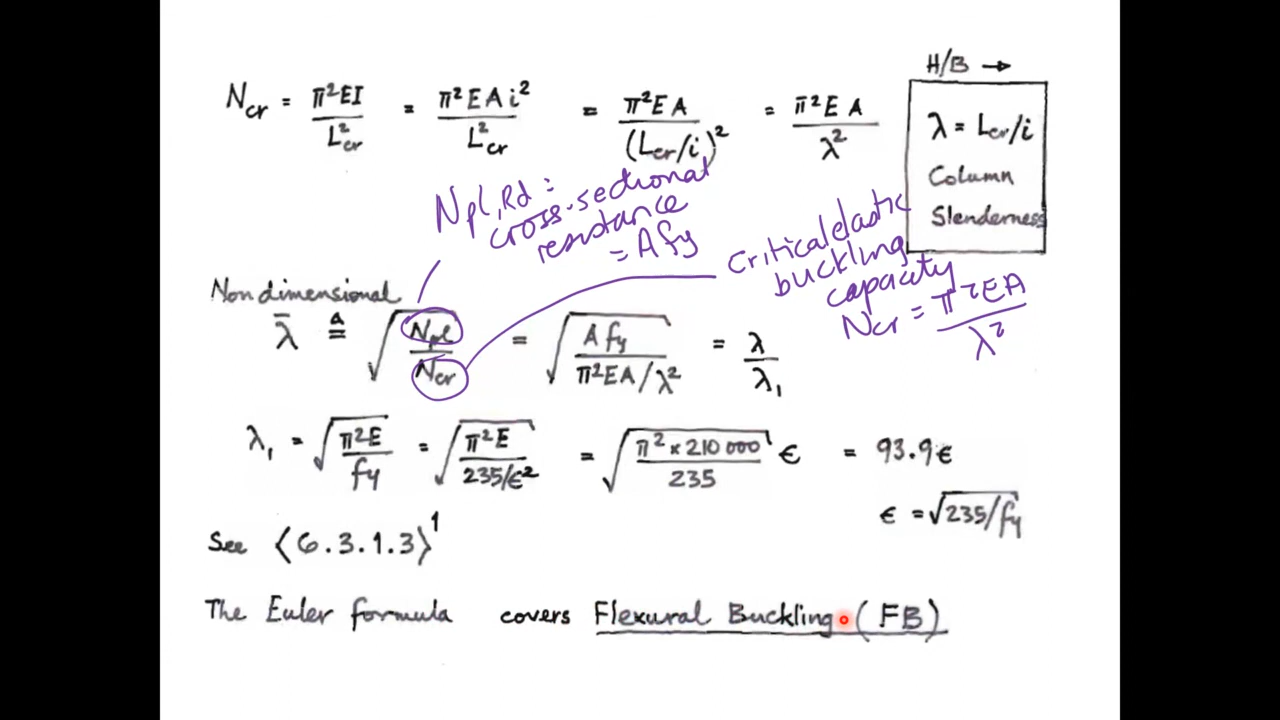 H/B →
N_cr = π²EI / L²_cr = π²EAi² / L²_cr = π²EA / (L_cr/i)² = π²EA / λ²
λ = L_cr/i
Column
Slenderness
N_pl,Rd =
cross-sectional
resistance
= A fy
Critical elastic
buckling
capacity
N_cr = π²EA / λ²
Non dimensional
λ̄ ≜ √(N_pl / N_cr) = √(A fy / (π²EA/λ²)) = λ / λ₁
λ₁ = √(π²E / fy) = √(π²E / (235/ϵ²)) = √(π² × 210 000 / 235) ϵ = 93.9ϵ
ϵ = √(235/fy)
See ⟨6.3.1.3⟩¹
The Euler formula covers Flexural Buckling (FB)